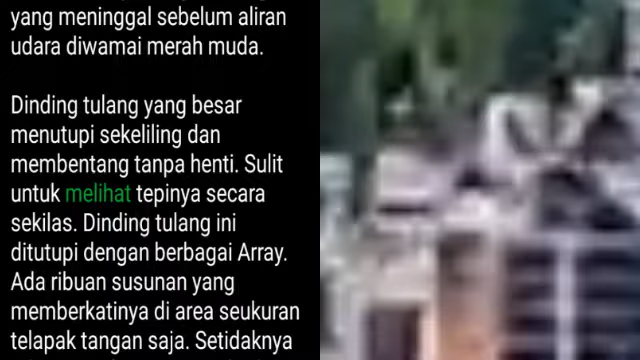 yang meninggal sebelum aliran
udara diwamai merah muda.
Dinding tulang yang besar
menutupi sekeliling dan
membentang tanpa henti. Sulit
untuk melihat tepinya secara
sekilas. Dinding tulang ini
ditutupi dengan berbagai Array.
Ada ribuan susunan yang
memberkatinya di area seukuran
telapak tangan saja. Setidaknya